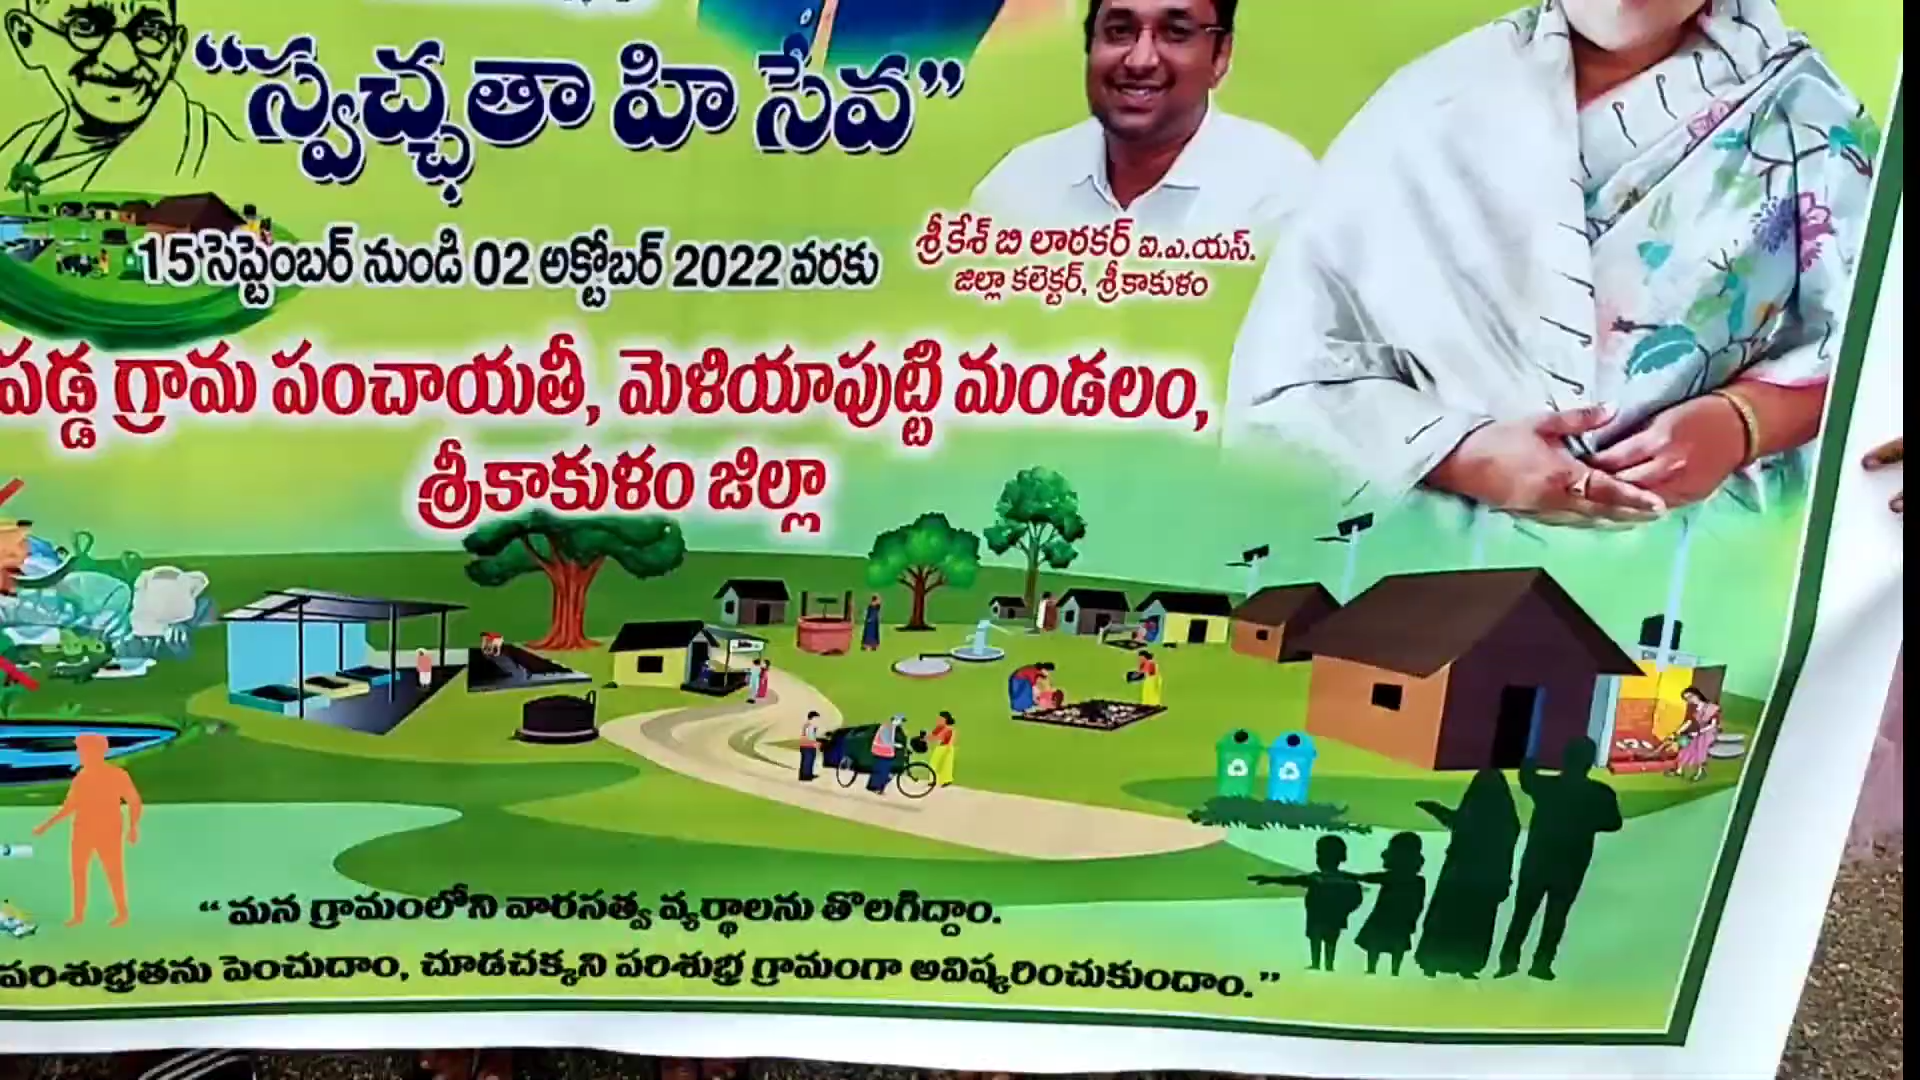 “స్వచ్ఛతా హి సేవ”
15 సెప్టెంబర్ నుండి 02 అక్టోబర్ 2022 వరకు
శ్రీకేశ్ బి లాఠకర్ ఐ.ఎ.యస్.
జిల్లా కలెక్టర్, శ్రీకాకుళం
గ్రామ పంచాయతీ, మెళియాపుట్టి మండలం,
శ్రీకాకుళం జిల్లా
“ మన గ్రామంలోని వారసత్వ వ్యర్థాలను తొలగిద్దాం.
పరిశుభ్రతను పెంచుదాం, చూడచక్కని పరిశుభ్ర గ్రామంగా అవిష్కరించుకుందాం.”